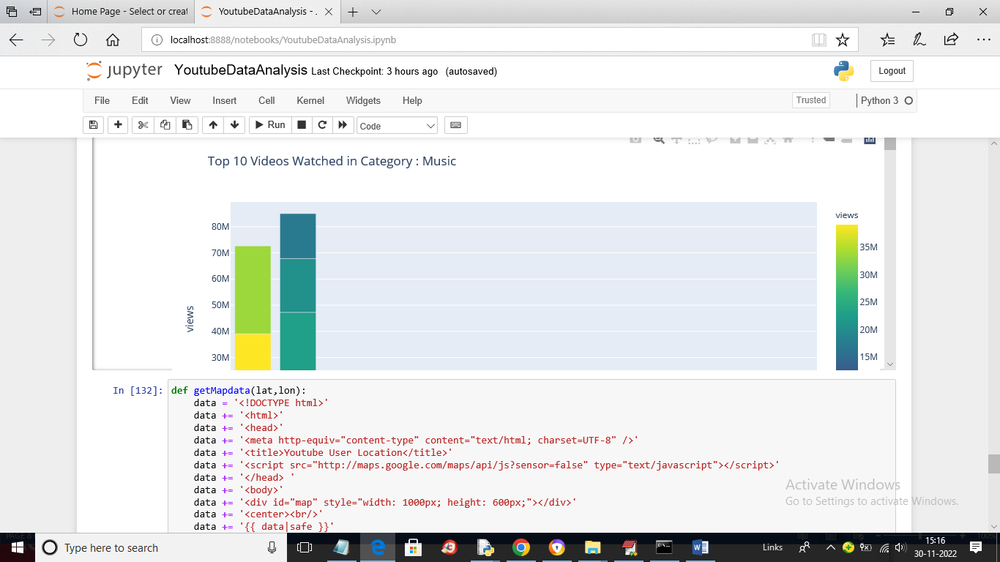 Home Page - Select or creat
YoutubeDataAnalysis - .
localhost:8888/notebooks/YoutubeDataAnalysis.ipynb
jupyter YoutubeDataAnalysis Last Checkpoint: 3 hours ago (autosaved)
Logout
File Edit View Insert Cell Kernel Widgets Help
Trusted
Python 3
Run
Code
Top 10 Videos Watched in Category : Music
80M
70M
60M
50M
40M
30M
views
views
35M
30M
25M
20M
15M
In [132]: def getMapdata(lat,lon):
data = '<!DOCTYPE html>'
data += '<html>'
data += '<head>'
data += '<meta http-equiv="content-type" content="text/html; charset=UTF-8" />'
data += '<title>Youtube User Location</title>'
data += '<script src="http://maps.google.com/maps/api/js?sensor=false" type="text/javascript"></script>'
data += '</head> '
data += '<body>'
data += '<div id="map" style="width: 1000px; height: 600px;"></div>'
data += '<center><br/>'
data += '{{ data|safe }}'
Activate Windows
Go to Settings to activate Windows.
Type here to search
Links
15:16
30-11-2022